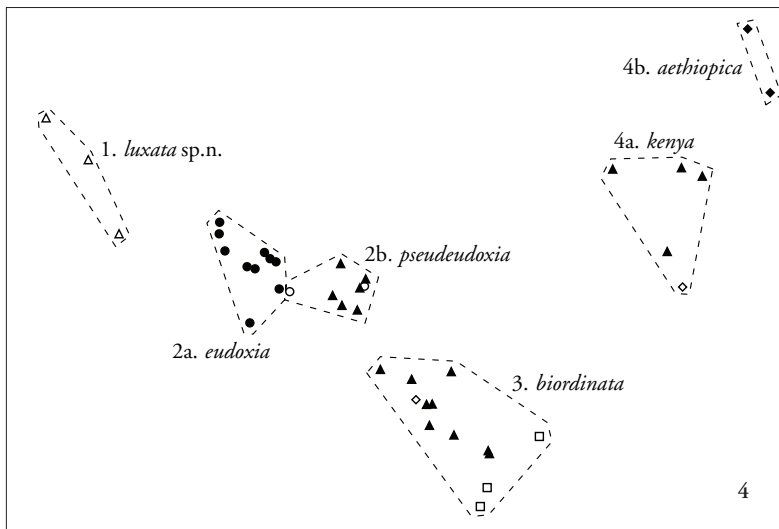 4b. aethiopica
1. luxata sp.n.
4a. kenya
2b. pseudeudoxia
2a. eudoxia
3. biordinata
4